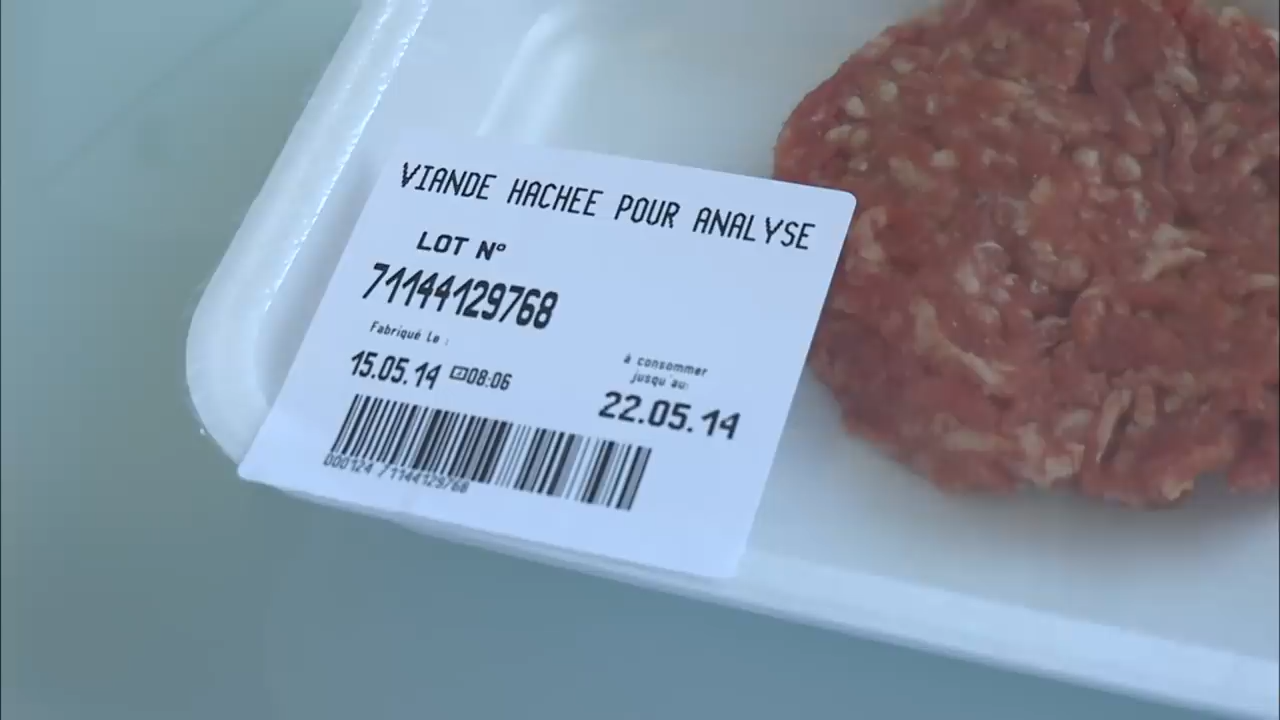 VIANDE HACHEE POUR ANALYSE
LOT N°
71144129768
Fabriqué le :
15.05.14 08:06
à consommer
jusqu'au:
22.05.14
000124 71144129768